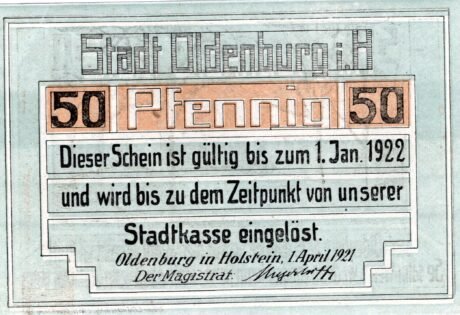 Stadt Oldenburg i.H
50 Pfennig 50
Dieser Schein ist gültig bis zum 1. Jan. 1922
und wird bis zu dem Zeitpunkt von unserer
Stadtkasse eingelöst.
Oldenburg in Holstein, 1 April 1921
Der Magistrat.